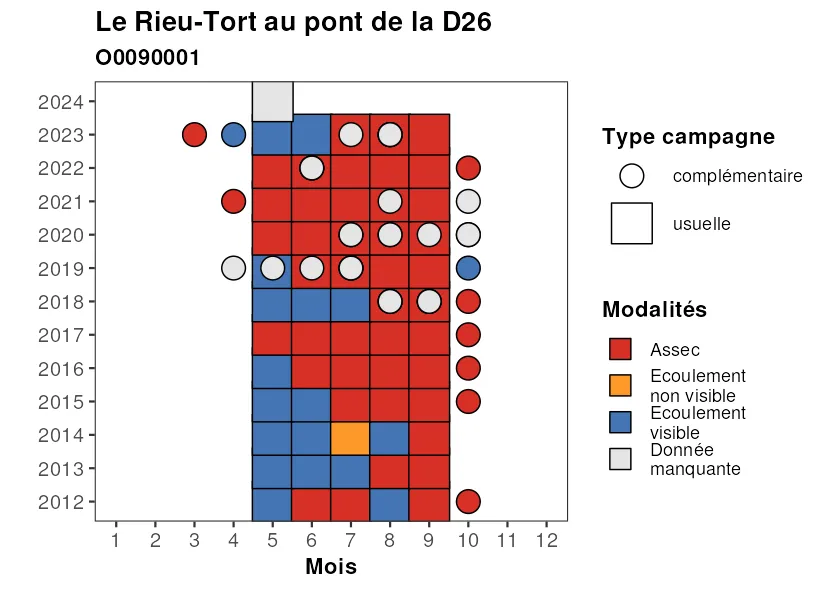 Le Rieu-Tort au pont de la D26
O0090001
2024
2023
2022
2021
2020
2019
2018
2017
2016
2015
2014
2013
2012
1 2 3 4 5 6 7 8 9 10 11 12
Mois
Type campagne
complémentaire
usuelle
Modalités
Assec
Ecoulement
non visible
Ecoulement
visible
Donnée
manquante